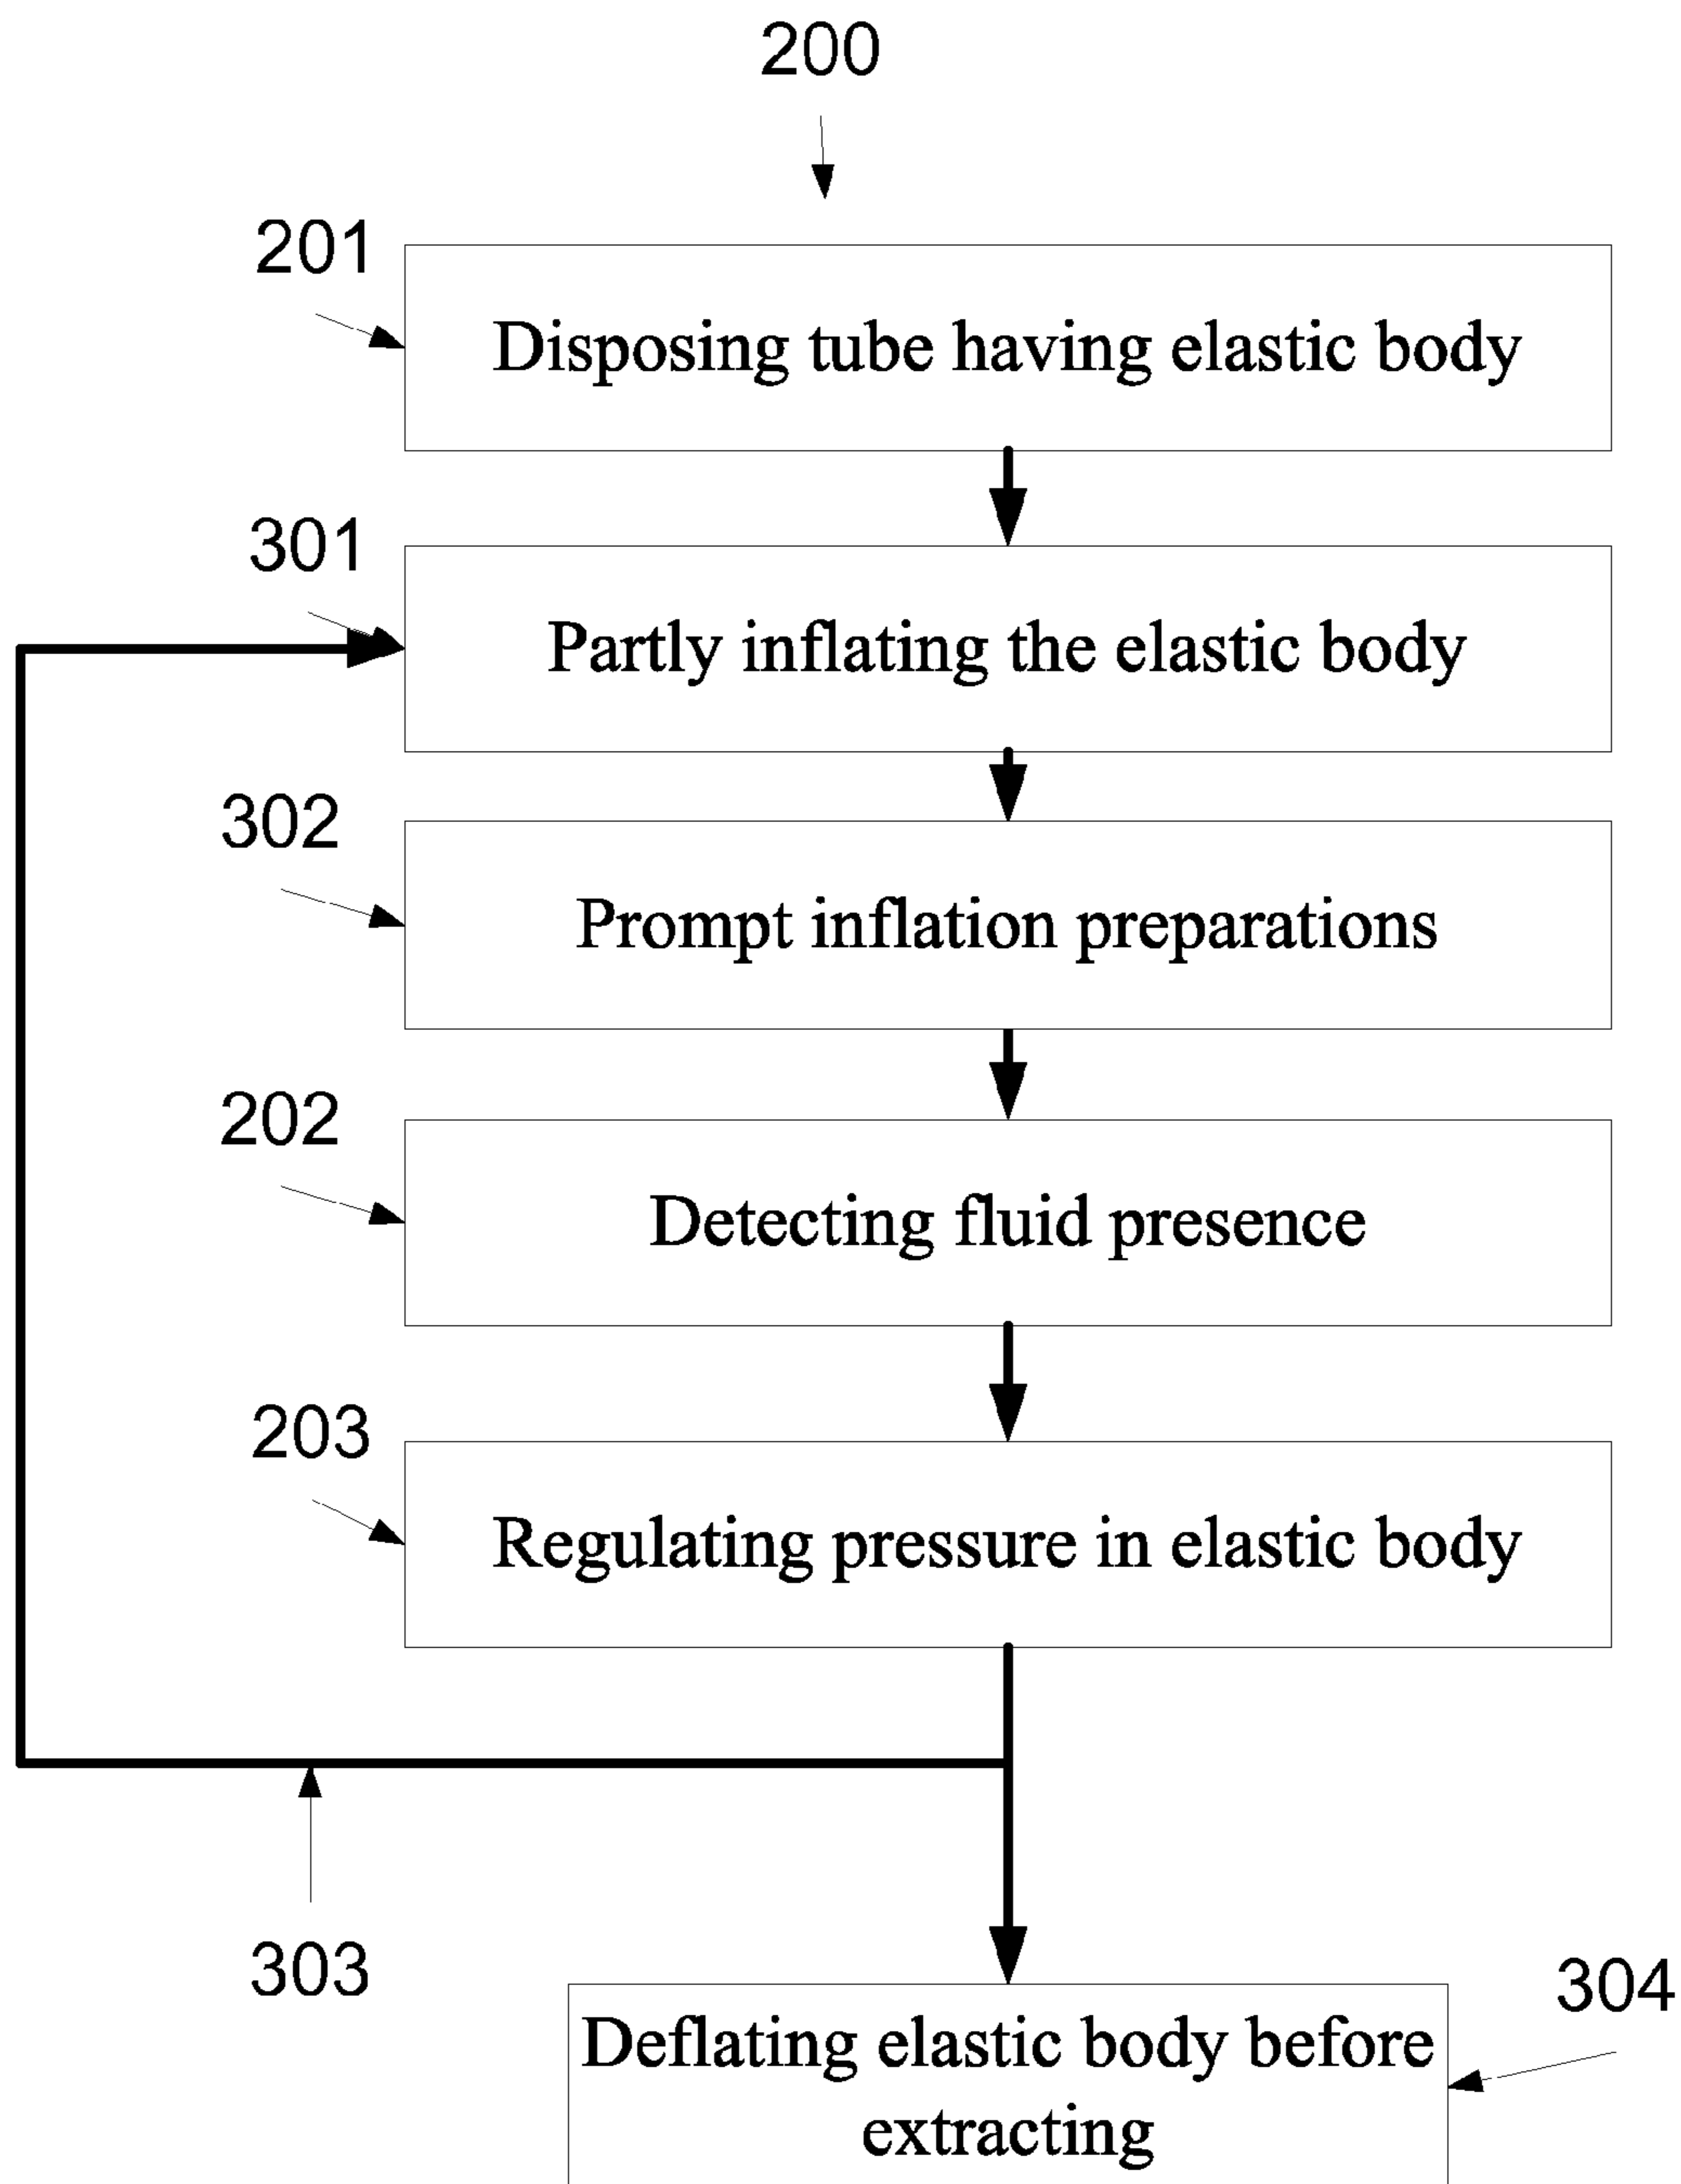 200
201
Disposing tube having elastic body
301
Partly inflating the elastic body
302
Prompt inflation preparations
202
Detecting fluid presence
203
Regulating pressure in elastic body
303
304
Deflating elastic body before
extracting